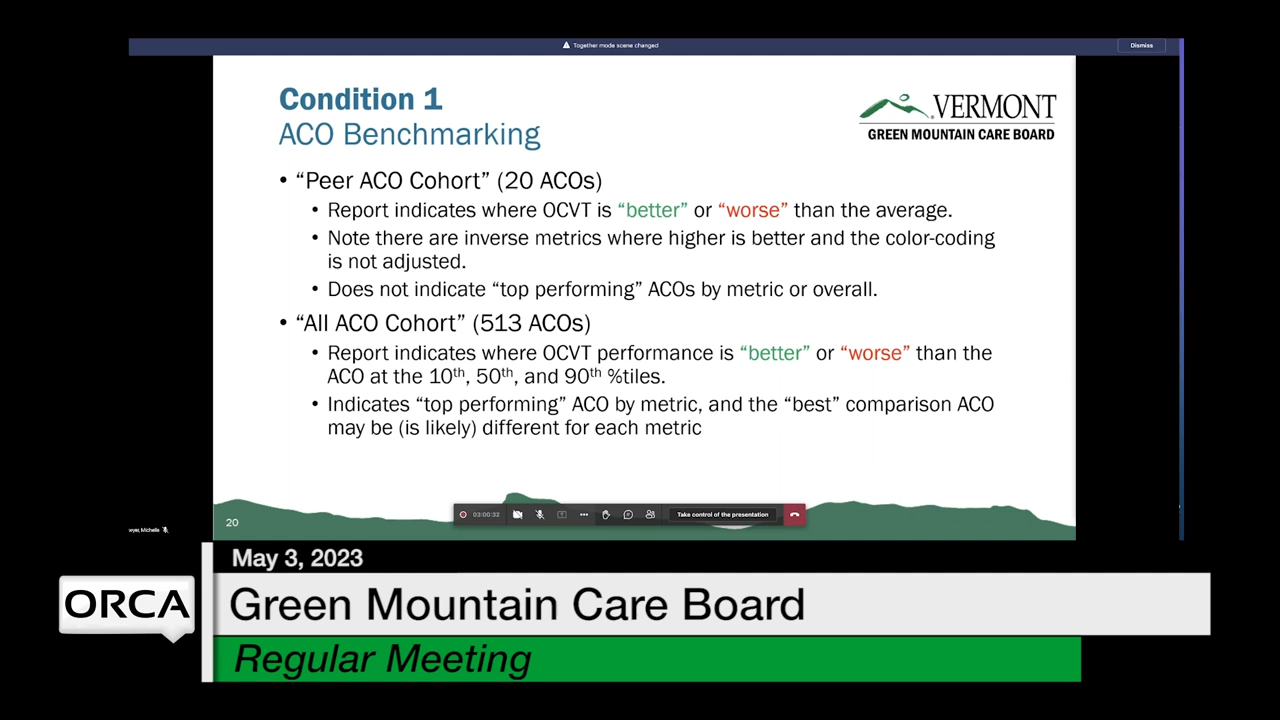 Together mode scene changed
Dismiss
Condition 1
ACO Benchmarking
VERMONT
GREEN MOUNTAIN CARE BOARD
• “Peer ACO Cohort” (20 ACOs)
• Report indicates where OCVT is “better” or “worse” than the average.
• Note there are inverse metrics where higher is better and the color-coding
is not adjusted.
• Does not indicate “top performing” ACOs by metric or overall.
• “All ACO Cohort” (513 ACOs)
• Report indicates where OCVT performance is “better” or “worse” than the
ACO at the 10th, 50th, and 90th %tiles.
• Indicates “top performing” ACO by metric, and the “best” comparison ACO
may be (is likely) different for each metric
20
03:00:32
Take control of the presentation
Michelle
May 3, 2023
ORCA
Green Mountain Care Board
Regular Meeting